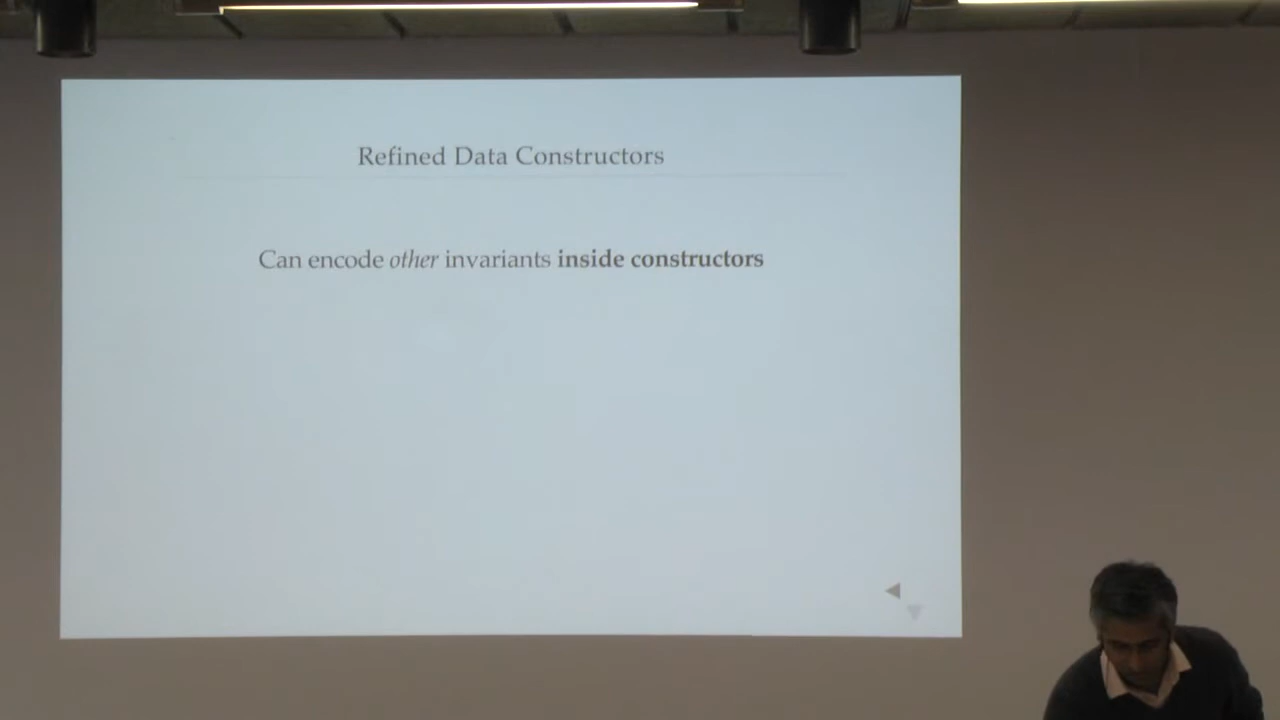 Refined Data Constructors
Can encode other invariants inside constructors